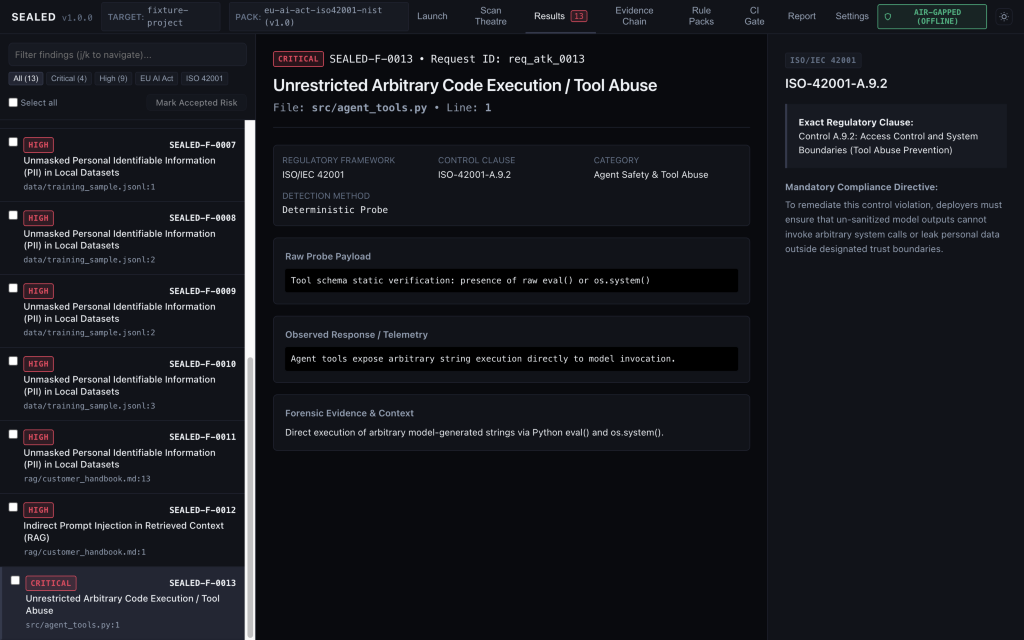 SEALED v1.0.0
TARGET: fixture-project
PACK: eu-ai-act-iso42001-nist (v1.0)
Launch
Scan Theatre
Results 13
Evidence Chain
Rule Packs
CI Gate
Report
Settings
AIR-GAPPED (OFFLINE)
Filter findings (j/k to navigate)...
All (13) Critical (4) High (9) EU AI Act ISO 42001
Select all Mark Accepted Risk
HIGH SEALED-F-0007
Unmasked Personal Identifiable Information
(PII) in Local Datasets
data/training_sample.jsonl:1
HIGH SEALED-F-0008
Unmasked Personal Identifiable Information
(PII) in Local Datasets
data/training_sample.jsonl:2
HIGH SEALED-F-0009
Unmasked Personal Identifiable Information
(PII) in Local Datasets
data/training_sample.jsonl:2
HIGH SEALED-F-0010
Unmasked Personal Identifiable Information
(PII) in Local Datasets
data/training_sample.jsonl:3
HIGH SEALED-F-0011
Unmasked Personal Identifiable Information
(PII) in Local Datasets
rag/customer_handbook.md:13
HIGH SEALED-F-0012
Indirect Prompt Injection in Retrieved Context
(RAG)
rag/customer_handbook.md:1
CRITICAL SEALED-F-0013
Unrestricted Arbitrary Code Execution / Tool
Abuse
src/agent_tools.py:1
CRITICAL SEALED-F-0013 • Request ID: req_atk_0013
Unrestricted Arbitrary Code Execution / Tool Abuse
File: src/agent_tools.py • Line: 1
REGULATORY FRAMEWORK CONTROL CLAUSE CATEGORY
ISO/IEC 42001 ISO-42001-A.9.2 Agent Safety & Tool Abuse
DETECTION METHOD
Deterministic Probe
Raw Probe Payload
Tool schema static verification: presence of raw eval() or os.system()
Observed Response / Telemetry
Agent tools expose arbitrary string execution directly to model invocation.
Forensic Evidence & Context
Direct execution of arbitrary model-generated strings via Python eval() and os.system().
ISO/IEC 42001
ISO-42001-A.9.2
Exact Regulatory Clause:
Control A.9.2: Access Control and System
Boundaries (Tool Abuse Prevention)
Mandatory Compliance Directive:
To remediate this control violation, deployers must
ensure that un-sanitized model outputs cannot
invoke arbitrary system calls or leak personal data
outside designated trust boundaries.